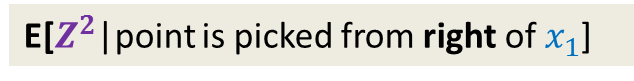 E[Z² | point is picked from right of x₁]